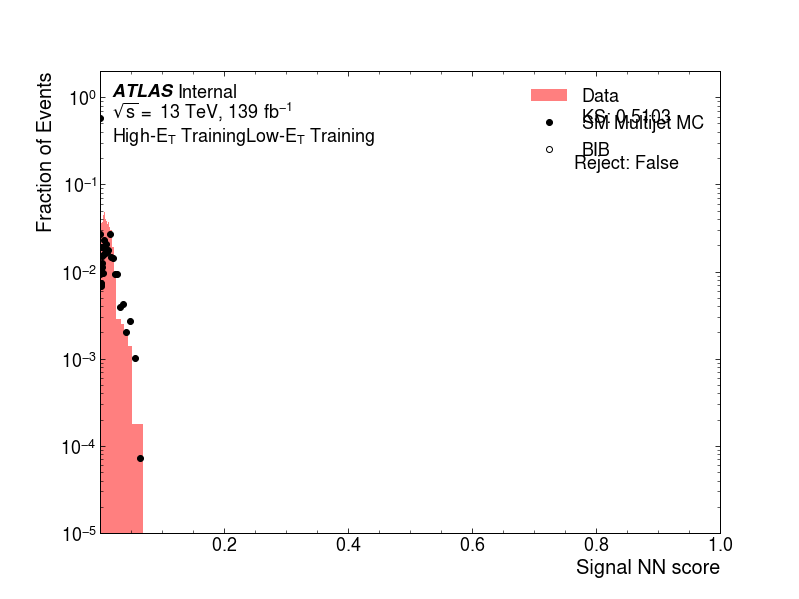 ATLAS Internal
√s = 13 TeV, 139 fb⁻¹
High-E_T TrainingLow-E_T Training
Data
KS: 0.5103
SM Multijet MC
BIB
Reject: False
Fraction of Events
10⁰
10⁻¹
10⁻²
10⁻³
10⁻⁴
10⁻⁵
0.2 0.4 0.6 0.8 1.0
Signal NN score